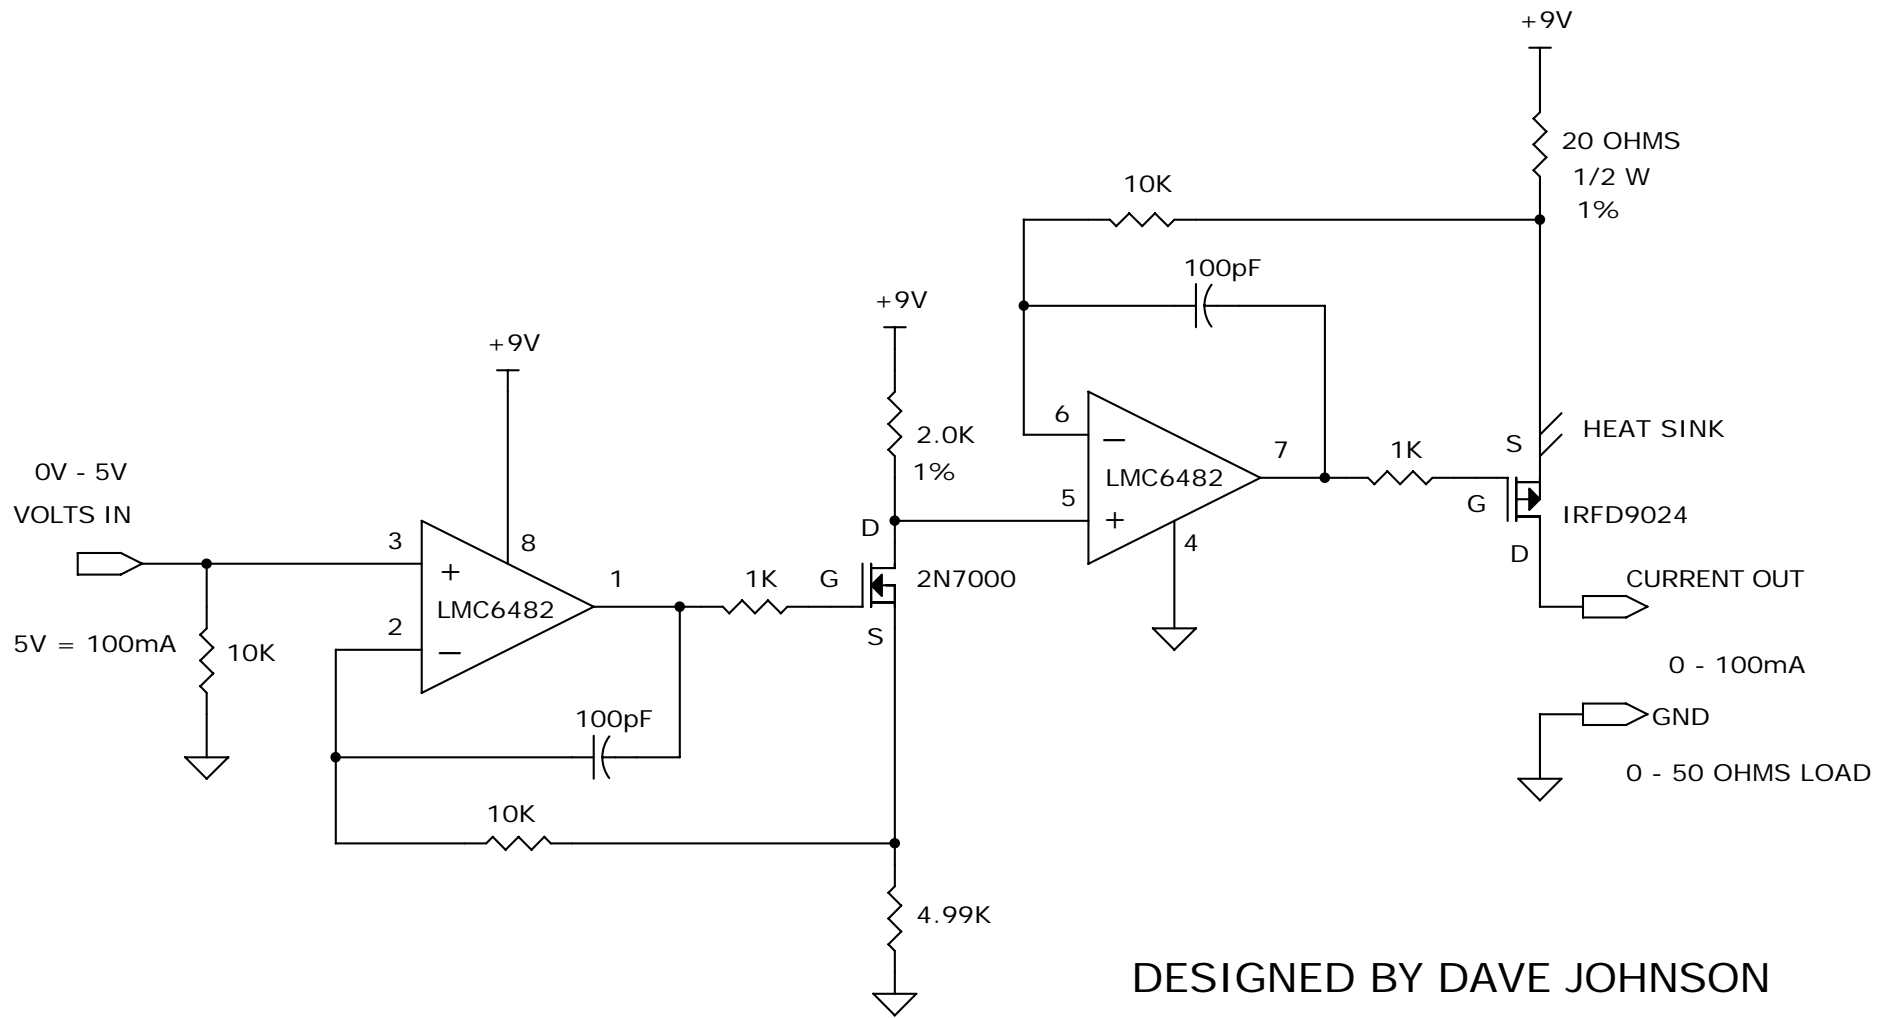 +9V
20 OHMS
1/2 W
1%
10K
100pF
+9V
+9V
6
HEAT SINK
S
7
1K
2.0K
1%
LMC6482
5
G
IRFD9024
D
4
D
0V - 5V
VOLTS IN
3
8
1
1K
G
2N7000
CURRENT OUT
LMC6482
2
S
5V = 100mA
10K
0 - 100mA
100pF
GND
0 - 50 OHMS LOAD
10K
4.99K
DESIGNED BY DAVE JOHNSON